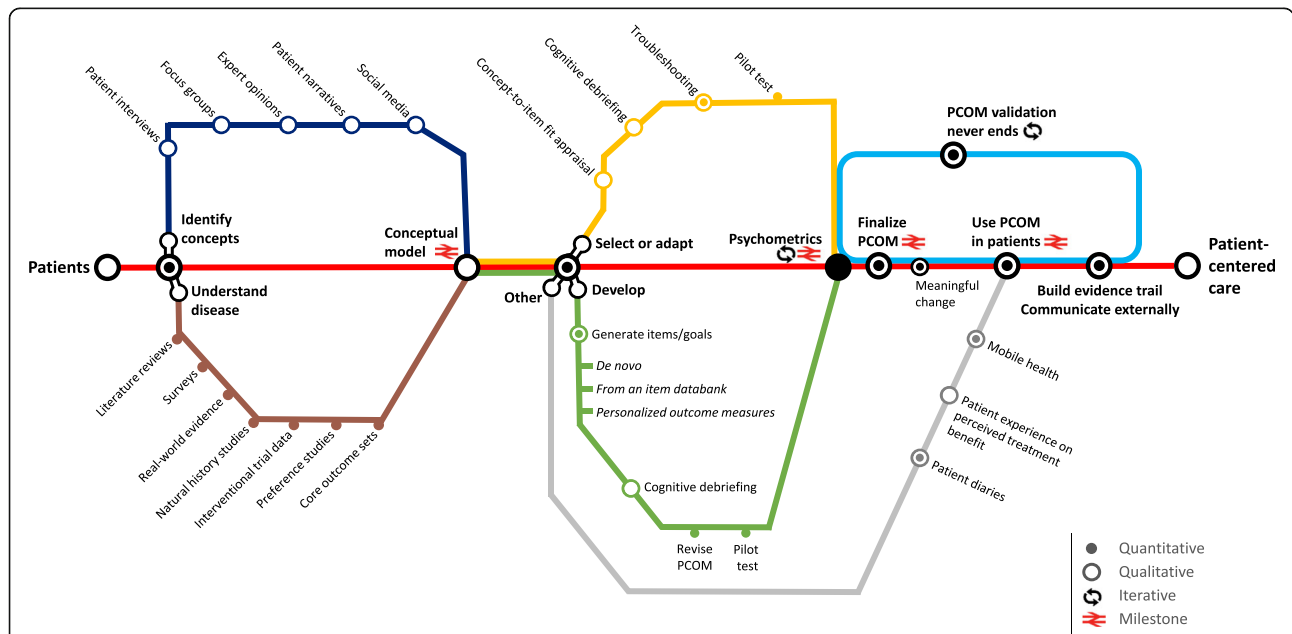 Patient interviews
Focus groups
Expert opinions
Patient narratives
Social media
Concept-to-item fit appraisal
Cognitive debriefing
Troubleshooting
Pilot test
PCOM validation
never ends
Identify
concepts
Conceptual
model
Select or adapt
Psychometrics
Finalize
PCOM
Use PCOM
in patients
Patients
Patient-
centered
care
Understand
disease
Other
Develop
Meaningful
change
Build evidence trail
Communicate externally
Generate items/goals
De novo
From an item databank
Personalized outcome measures
Literature reviews
Surveys
Real-world evidence
Natural history studies
Interventional trial data
Preference studies
Core outcome sets
Cognitive debriefing
Revise
PCOM
Pilot
test
Mobile health
Patient experience on
perceived treatment
benefit
Patient diaries
Quantitative
Qualitative
Iterative
Milestone